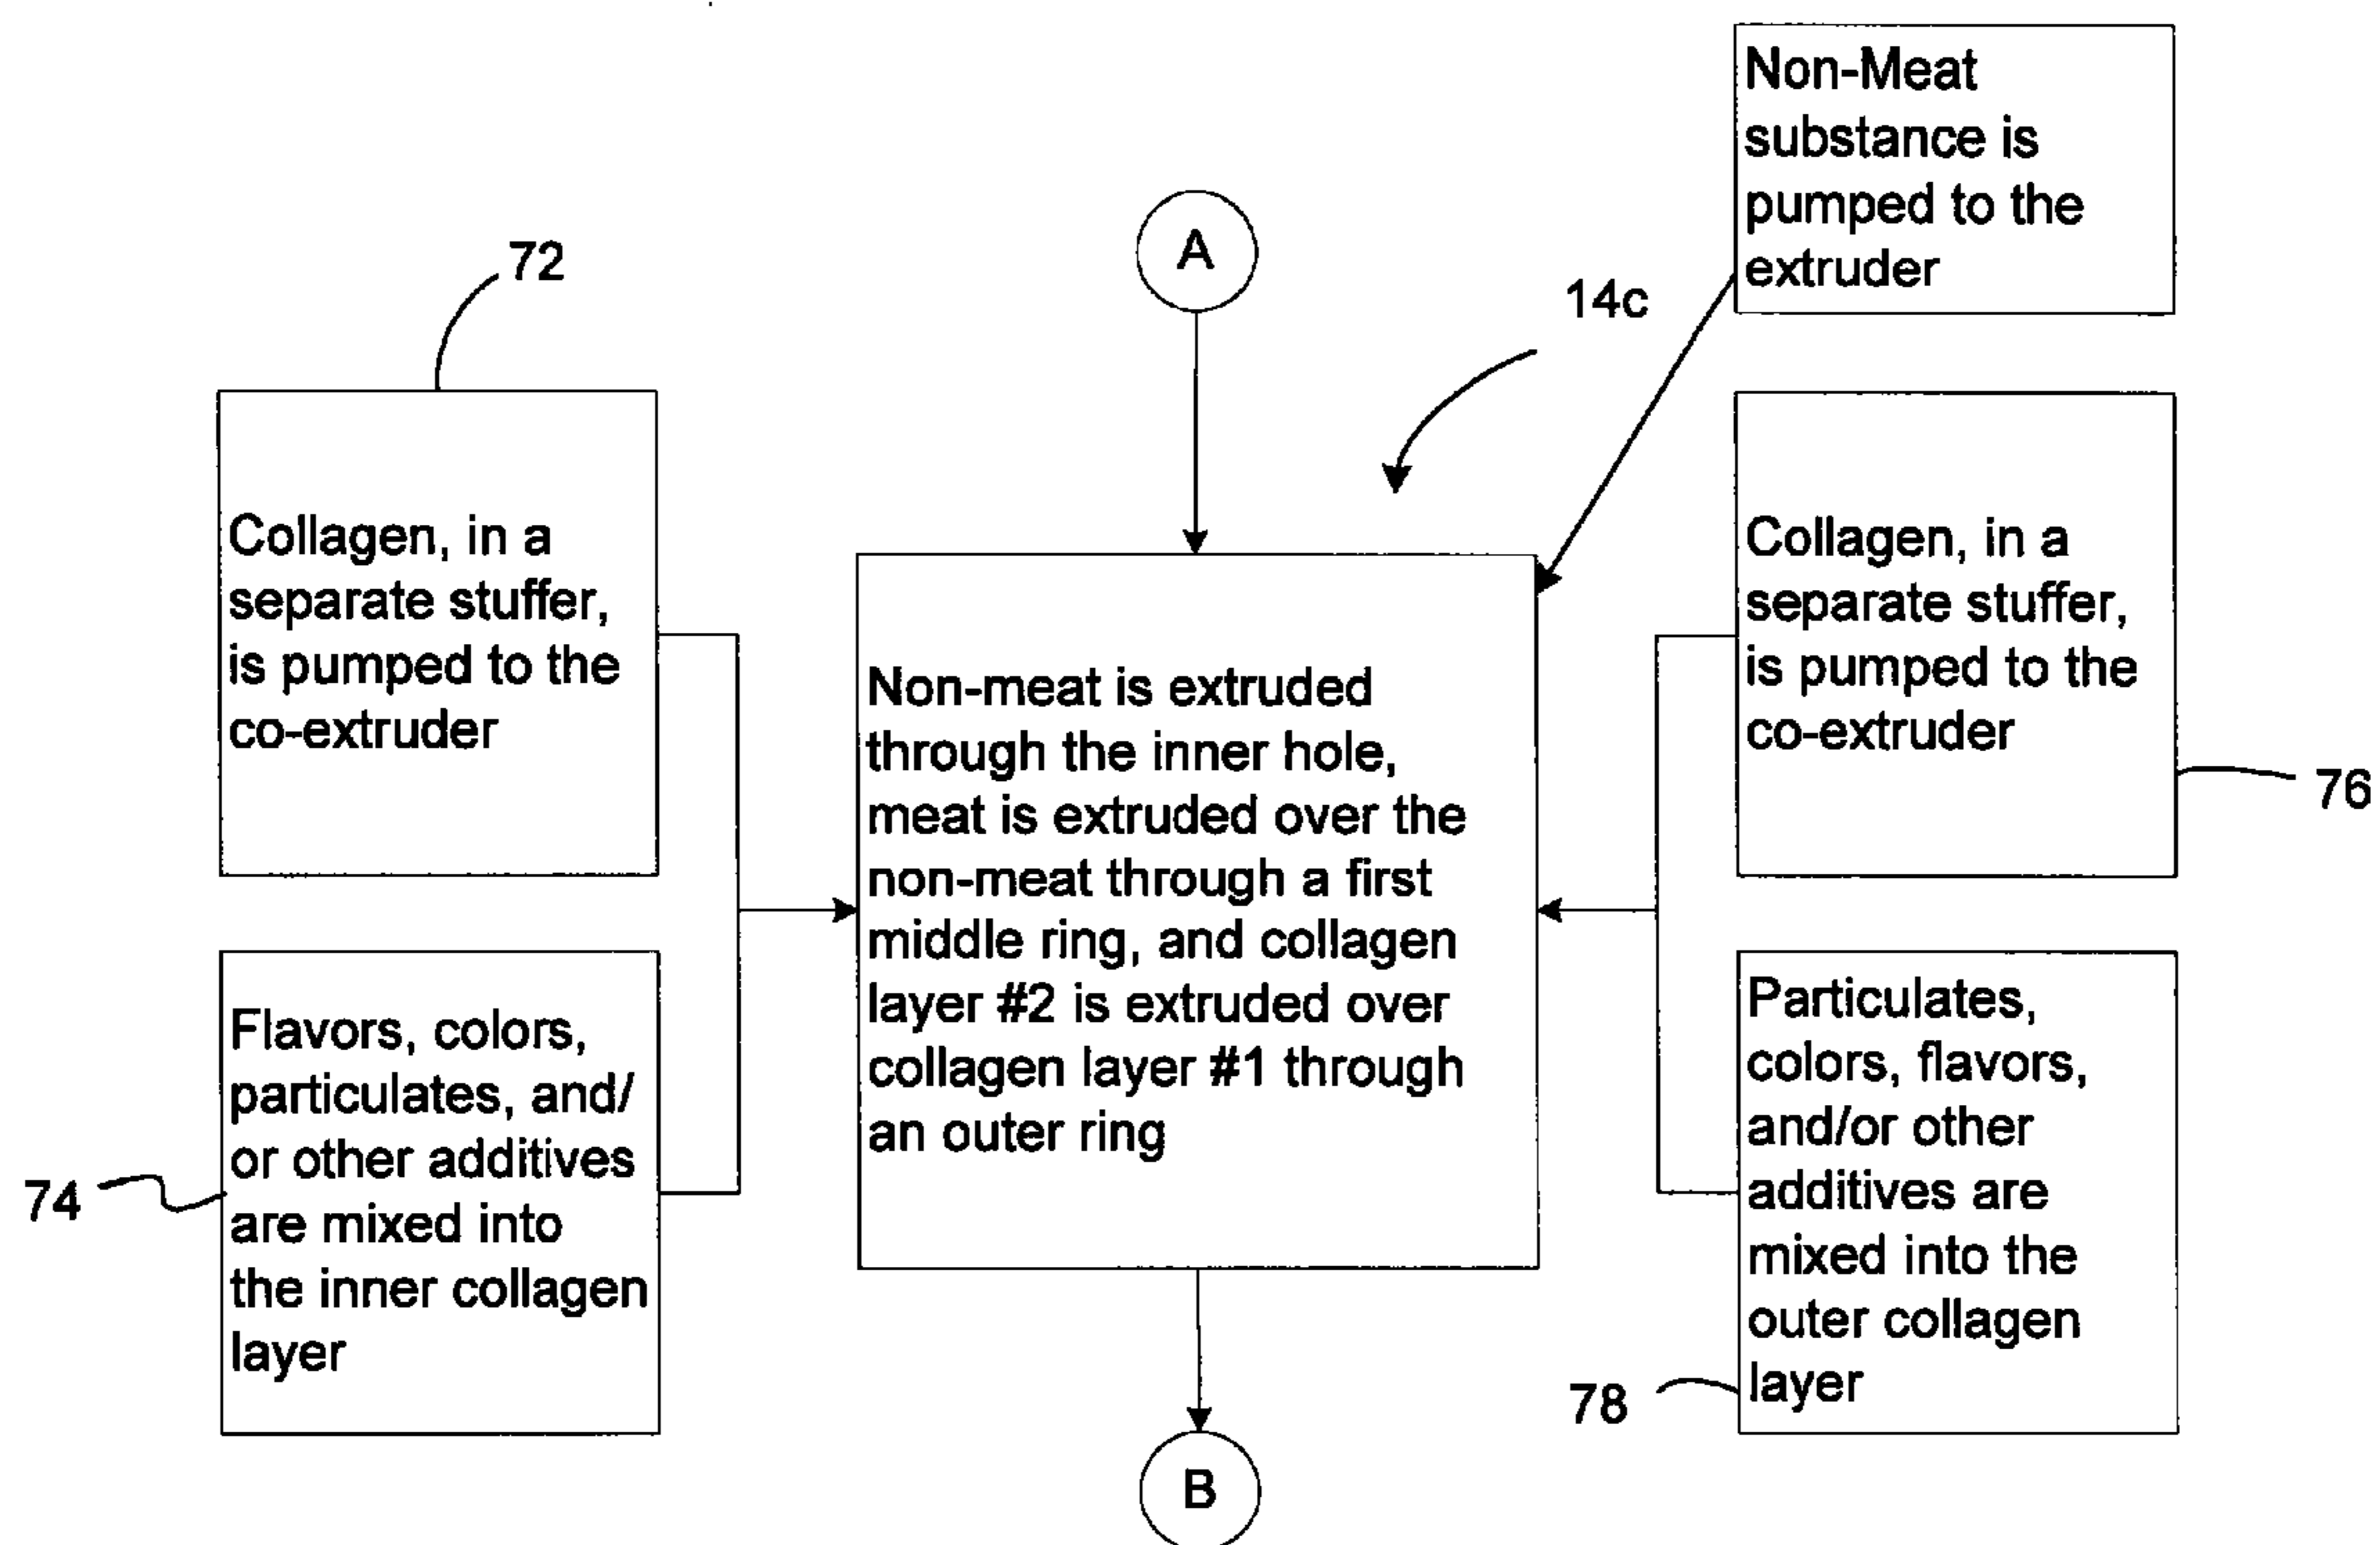 Non-Meat
substance is
pumped to the
extruder
A
72
14c
Collagen, in a
separate stuffer,
is pumped to the
co-extruder
Collagen, in a
separate stuffer,
is pumped to the
co-extruder
76
Non-meat is extruded
through the inner hole,
meat is extruded over the
non-meat through a first
middle ring, and collagen
layer #2 is extruded over
collagen layer #1 through
an outer ring
Flavors, colors,
particulates, and/
or other additives
are mixed into
the inner collagen
layer
74
Particulates,
colors, flavors,
and/or other
additives are
mixed into the
outer collagen
layer
78
B